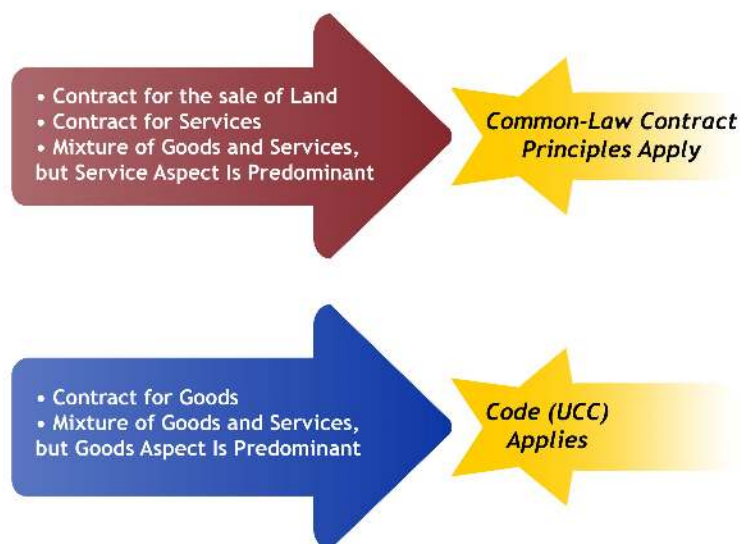 • Contract for the sale of Land
• Contract for Services
• Mixture of Goods and Services,
but Service Aspect Is Predominant
Common-Law Contract
Principles Apply
• Contract for Goods
• Mixture of Goods and Services,
but Goods Aspect Is Predominant
Code (UCC)
Applies